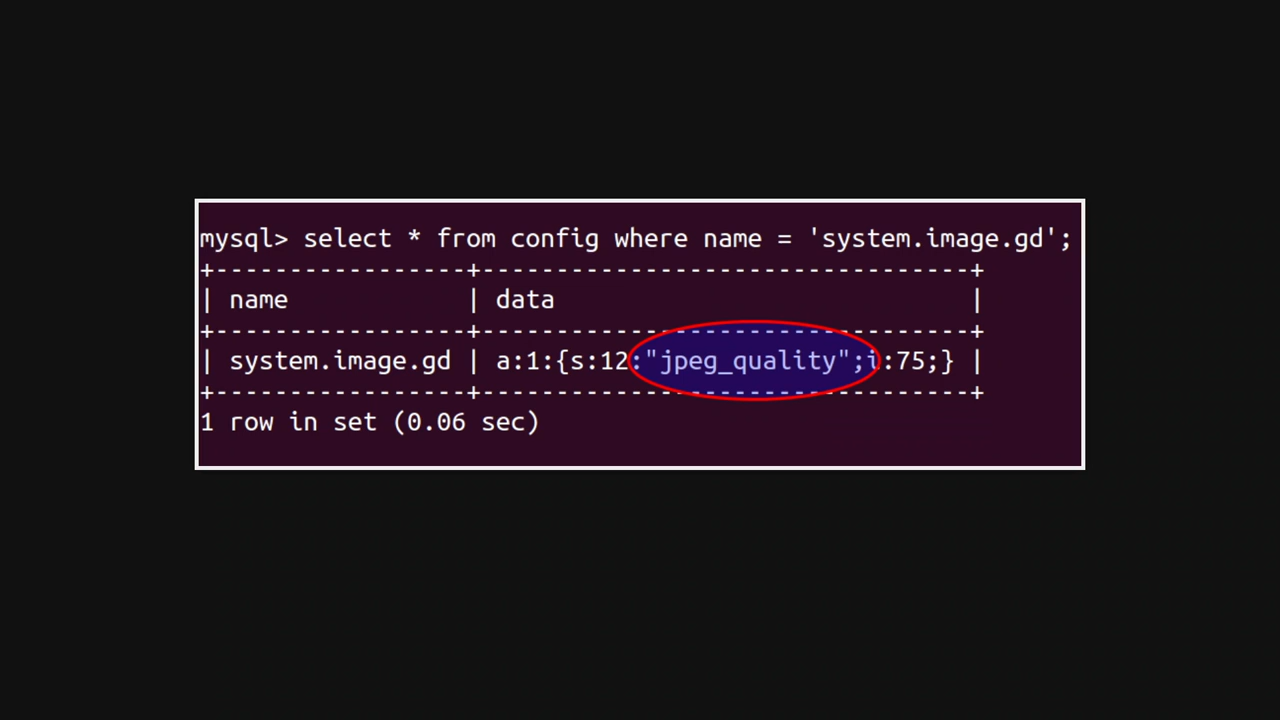 mysql> select * from config where name = 'system.image.gd';
+-----------------+---------------------------------+
| name            | data                            |
+-----------------+---------------------------------+
| system.image.gd | a:1:{s:12:"jpeg_quality";i:75;} |
+-----------------+---------------------------------+
1 row in set (0.06 sec)